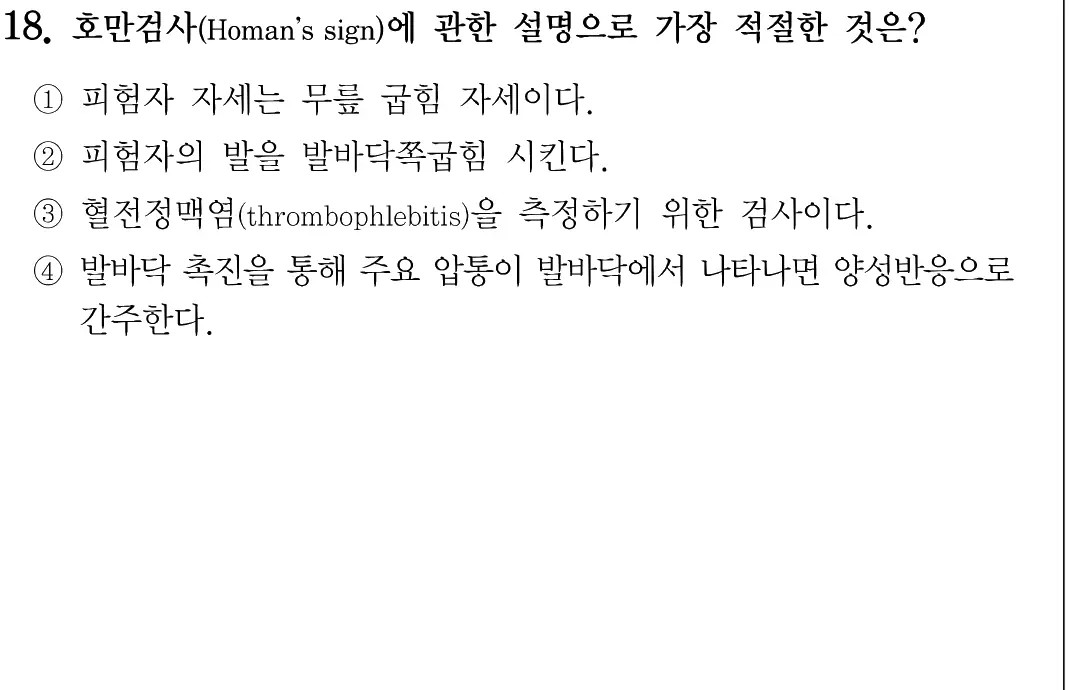 18. 호만검사(Homan's sign)에 관한 설명으로 가장 적절한 것은?
① 피험자 자세는 무릎 굽힘 자세이다.
② 피험자의 발을 발바닥쪽굽힘 시킨다.
③ 혈전정맥염(thrombophlebitis)을 측정하기 위한 검사이다.
④ 발바닥 촉진을 통해 주요 압통이 발바닥에서 나타나면 양성반응으로
간주한다.